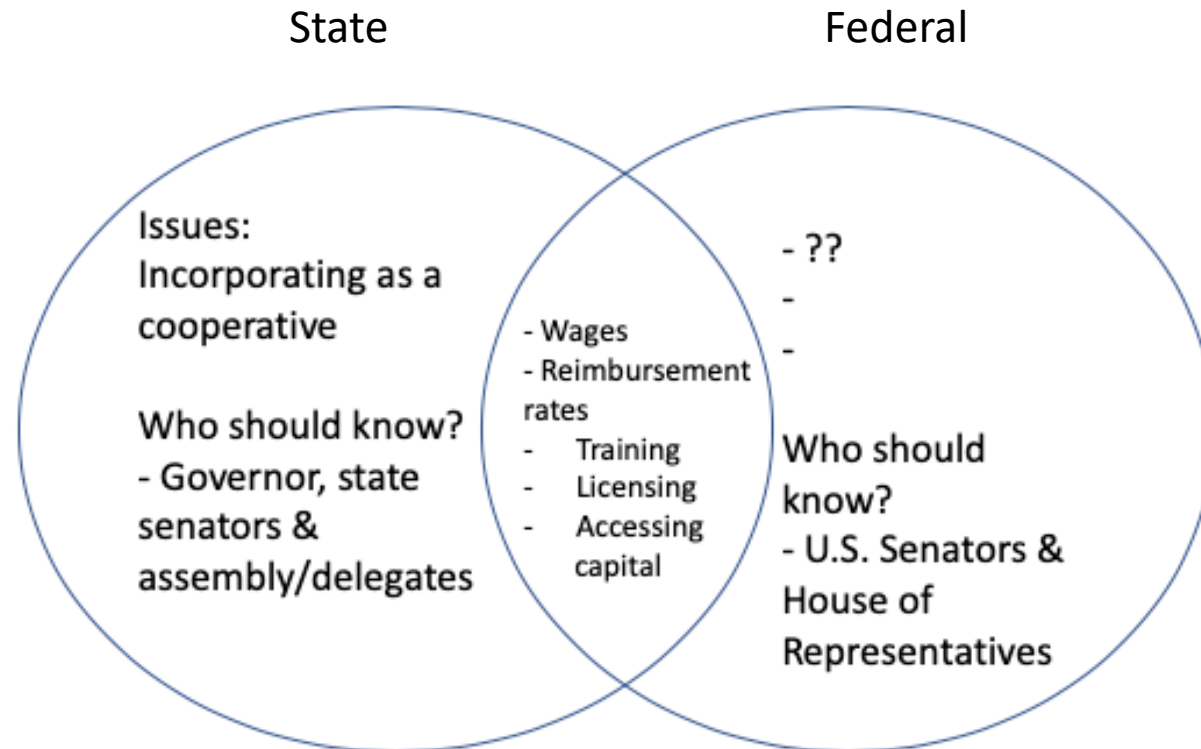 State
Federal
Issues:
Incorporating as a
cooperative
Who should know?
- Governor, state
senators &
assembly/delegates
- Wages
- Reimbursement
rates
- Training
- Licensing
- Accessing
capital
- ??
-
-
Who should
know?
- U.S. Senators &
House of
Representatives